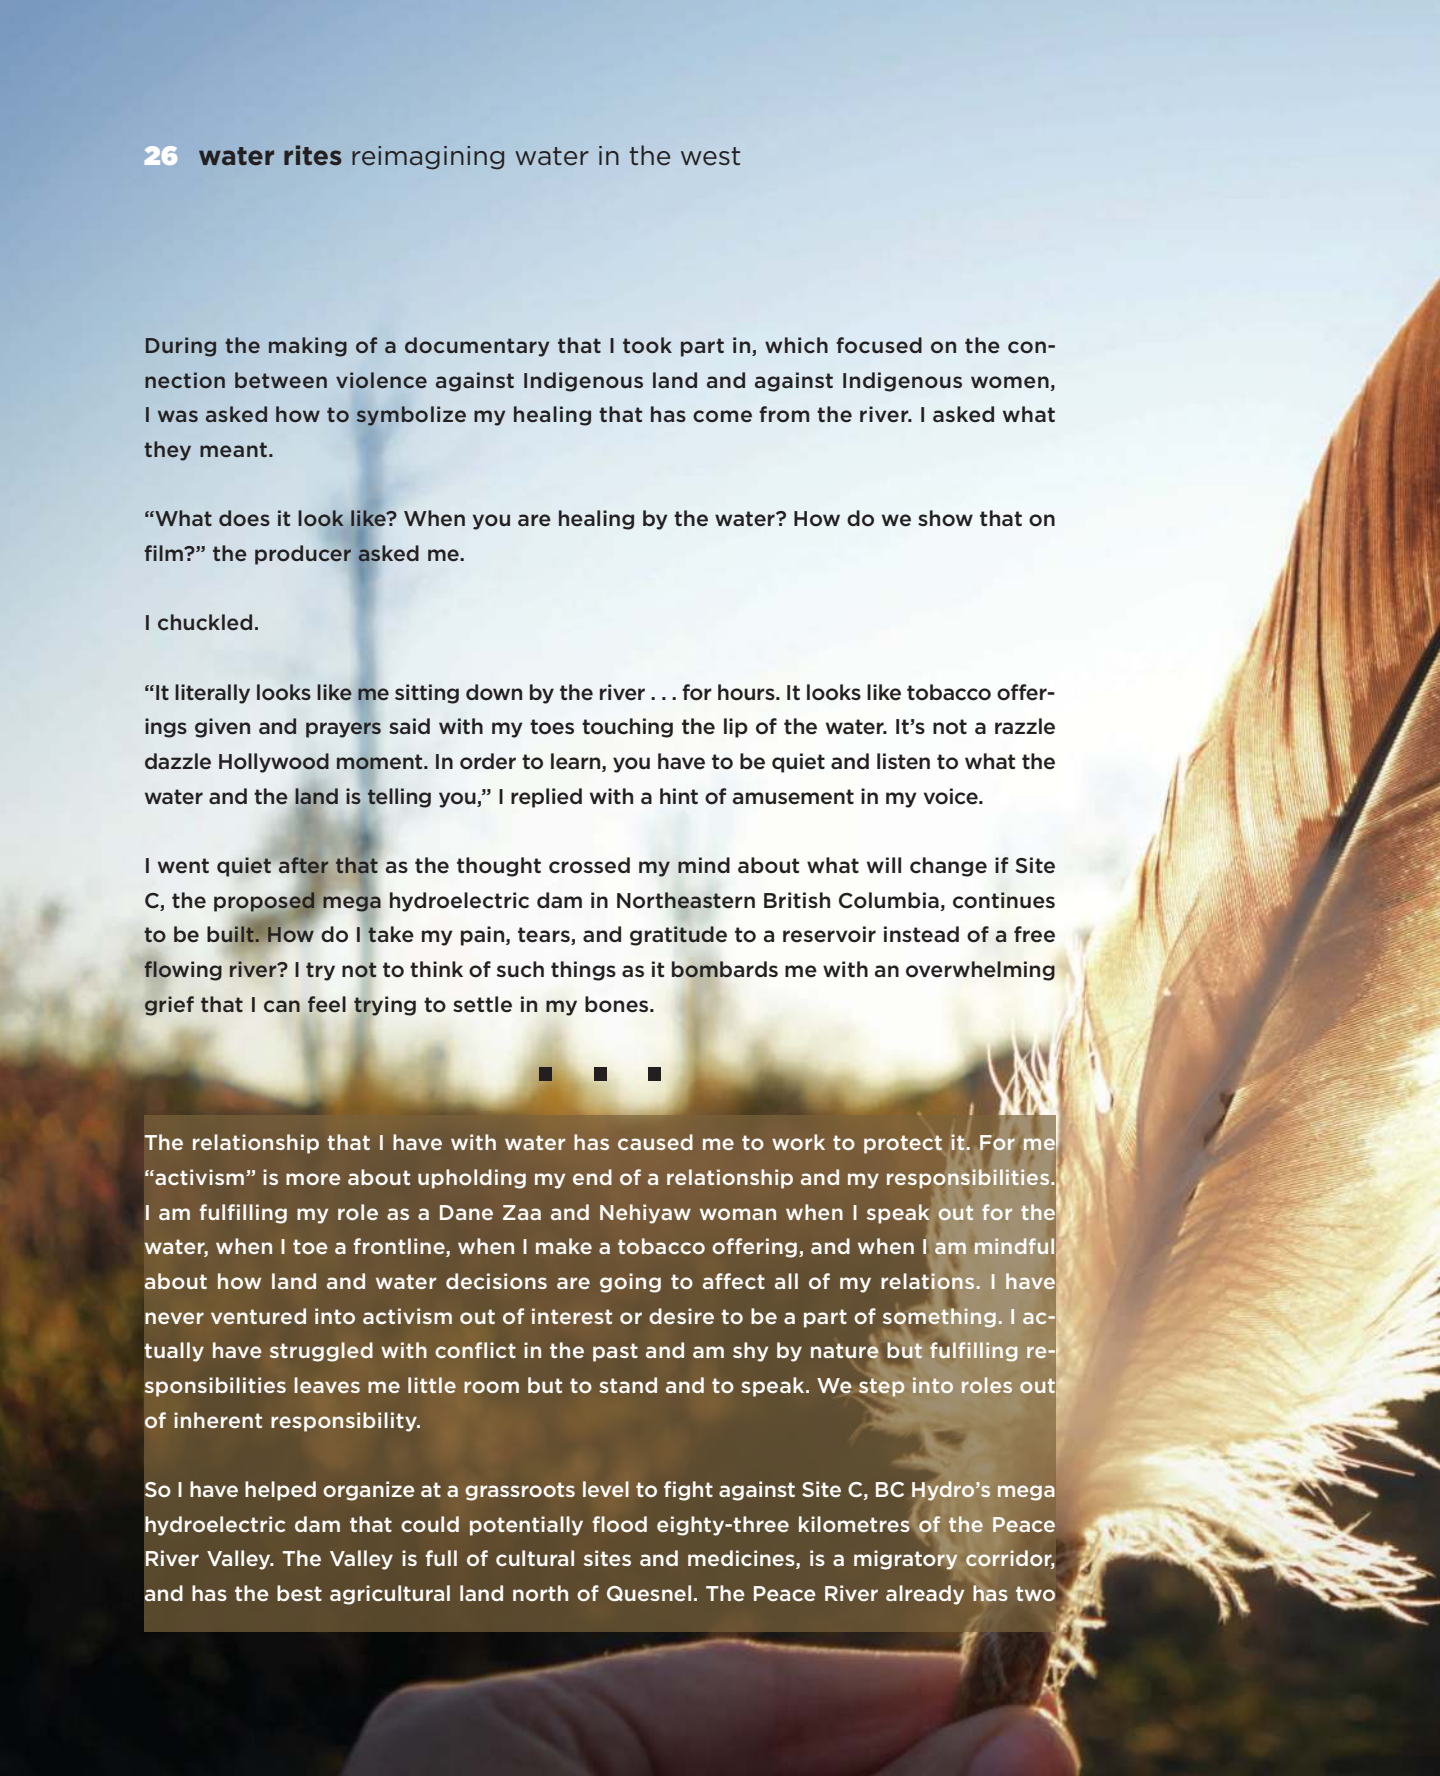 26 water rites reimagining water in the west
During the making of a documentary that I took part in, which focused on the con-
nection between violence against Indigenous land and against Indigenous women,
I was asked how to symbolize my healing that has come from the river. I asked what
they meant.
“What does it look like? When you are healing by the water? How do we show that on
film?” the producer asked me.
I chuckled.
“It literally looks like me sitting down by the river . . . for hours. It looks like tobacco offer-
ings given and prayers said with my toes touching the lip of the water. It’s not a razzle
dazzle Hollywood moment. In order to learn, you have to be quiet and listen to what the
water and the land is telling you,” I replied with a hint of amusement in my voice.
I went quiet after that as the thought crossed my mind about what will change if Site
C, the proposed mega hydroelectric dam in Northeastern British Columbia, continues
to be built. How do I take my pain, tears, and gratitude to a reservoir instead of a free
flowing river? I try not to think of such things as it bombards me with an overwhelming
grief that I can feel trying to settle in my bones.
The relationship that I have with water has caused me to work to protect it. For me
“activism” is more about upholding my end of a relationship and my responsibilities.
I am fulfilling my role as a Dane Zaa and Nehiyaw woman when I speak out for the
water, when I toe a frontline, when I make a tobacco offering, and when I am mindful
about how land and water decisions are going to affect all of my relations. I have
never ventured into activism out of interest or desire to be a part of something. I ac-
tually have struggled with conflict in the past and am shy by nature but fulfilling re-
sponsibilities leaves me little room but to stand and to speak. We step into roles out
of inherent responsibility.
So I have helped organize at a grassroots level to fight against Site C, BC Hydro’s mega
hydroelectric dam that could potentially flood eighty-three kilometres of the Peace
River Valley. The Valley is full of cultural sites and medicines, is a migratory corridor,
and has the best agricultural land north of Quesnel. The Peace River already has two